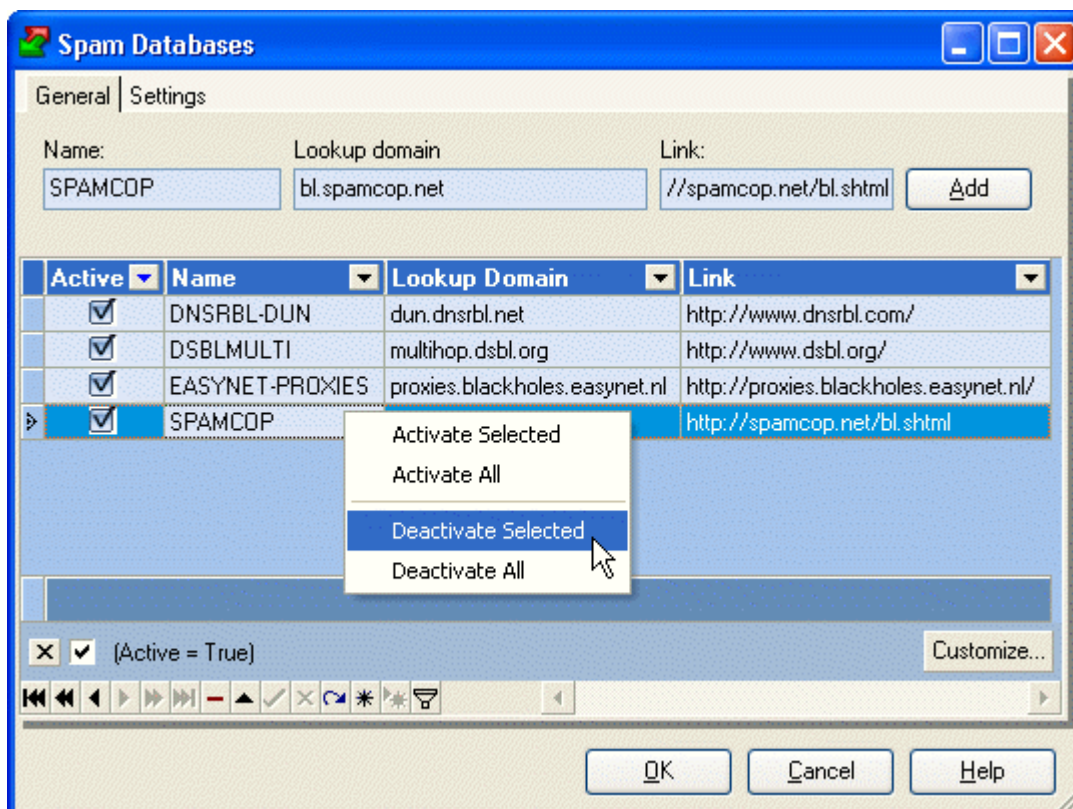 Spam Databases
General Settings
Name: Lookup domain Link:
SPAMCOP bl.spamcop.net //spamcop.net/bl.shtml Add
Active Name Lookup Domain Link
DNSRBL-DUN dun.dnsrbl.net http://www.dnsrbl.com/
DSBLMULTI multihop.dsbl.org http://www.dsbl.org/
EASYNET-PROXIES proxies.blackholes.easynet.nl http://proxies.blackholes.easynet.nl/
SPAMCOP http://spamcop.net/bl.shtml
Activate Selected
Activate All
Deactivate Selected
Deactivate All
(Active = True) Customize...
OK Cancel Help